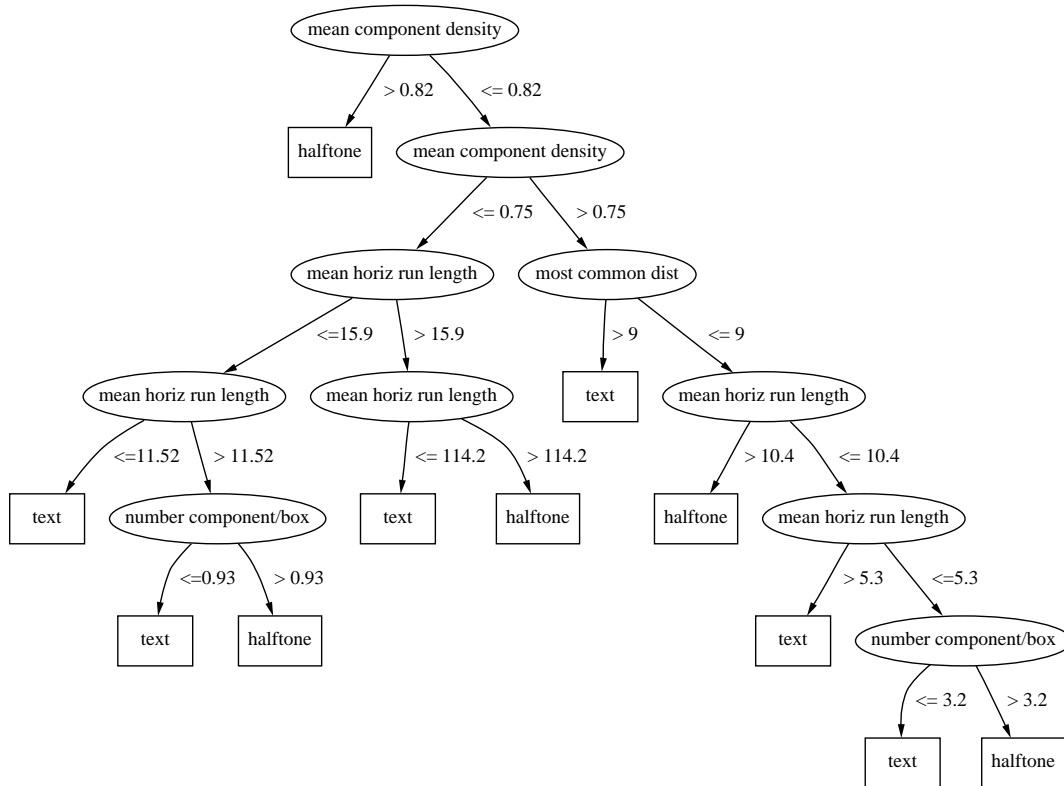 mean component density
> 0.82
<= 0.82
halftone
mean component density
<= 0.75
> 0.75
mean horiz run length
most common dist
<=15.9
> 15.9
> 9
<= 9
mean horiz run length
mean horiz run length
text
mean horiz run length
<=11.52
> 11.52
<= 114.2
> 114.2
> 10.4
<= 10.4
text
number component/box
text
halftone
halftone
mean horiz run length
<=0.93
> 0.93
> 5.3
<=5.3
text
halftone
text
number component/box
<= 3.2
> 3.2
text
halftone